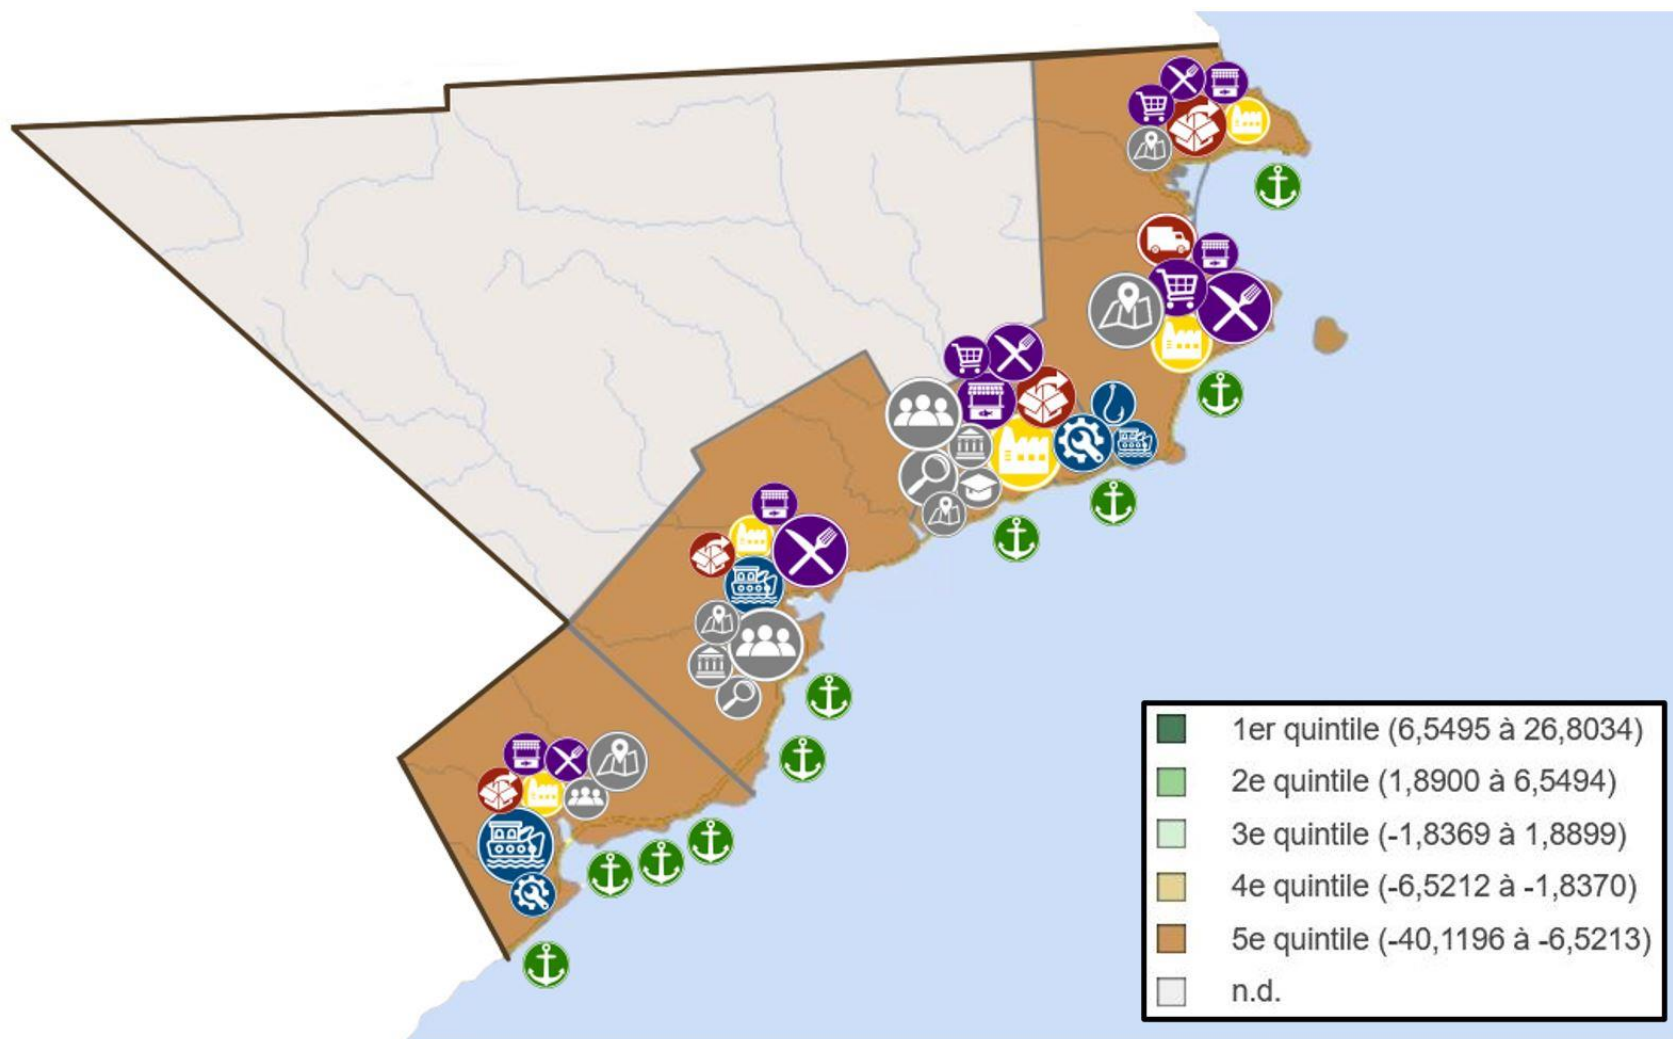 1er quintile (6,5495 à 26,8034)
2e quintile (1,8900 à 6,5494)
3e quintile (-1,8369 à 1,8899)
4e quintile (-6,5212 à -1,8370)
5e quintile (-40,1196 à -6,5213)
n.d.